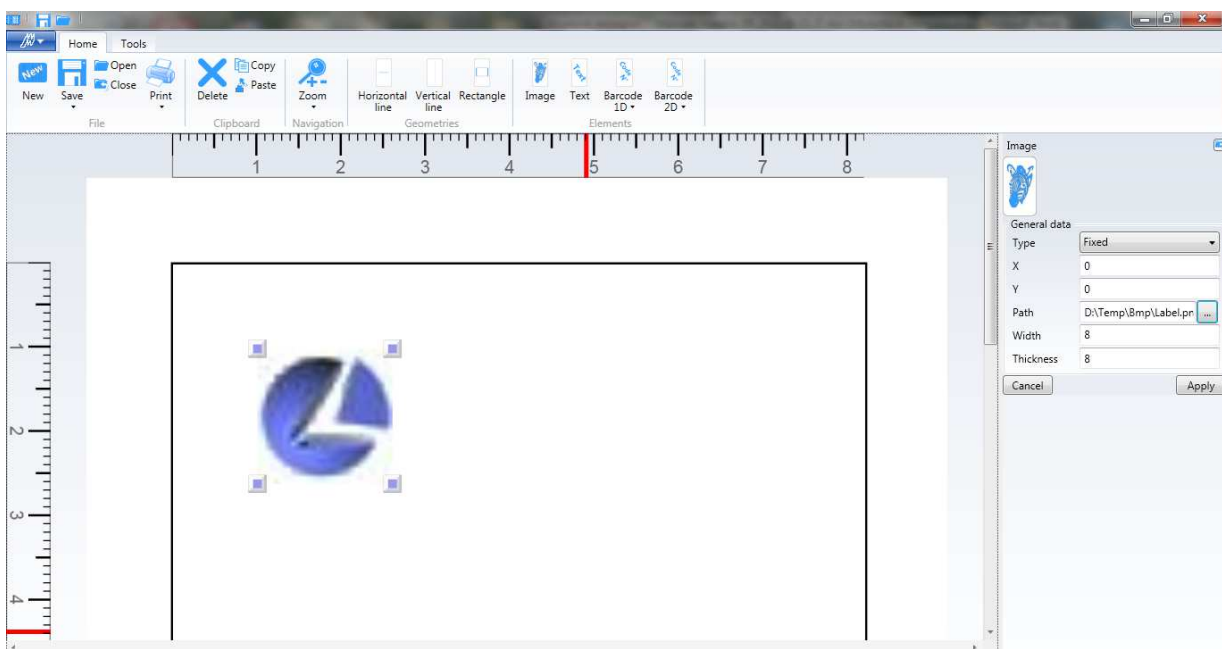 Home Tools
New Save Open Print Delete Copy Zoom Horizontal line Vertical line Rectangle Image Text Barcode 1D Barcode 2D
Close Paste
File Clipboard Navigation Geometries Elements
1 2 3 4 5 6 7 8
1
2
3
4
Image
General data
Type Fixed
X 0
Y 0
Path D:\Temp\Bmp\Label.pn ...
Width 8
Thickness 8
Cancel Apply